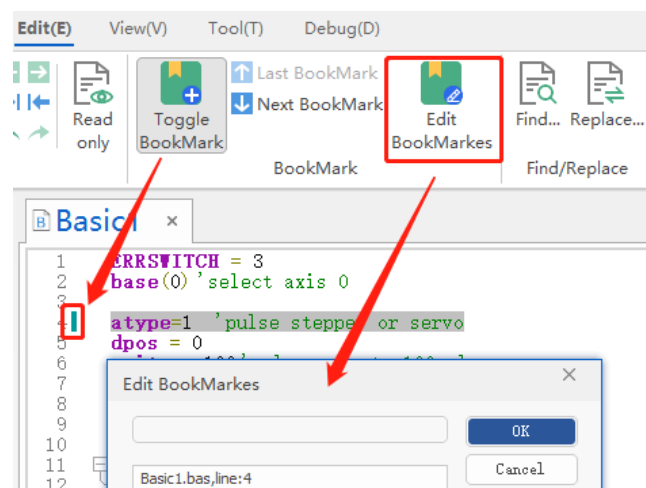 Edit(E) View(V) Tool(T) Debug(D)
Read only
Toggle BookMark
Last BookMark
Next BookMark
Edit BookMarkes
Find... Replace...
BookMark
Find/Replace
Basic1 ×
1 ERRSWITCH = 3
2 base(0) 'select axis 0
3
4 atype=1 'pulse stepper or servo
5 dpos = 0
6
7
8
9
10
11
12
Edit BookMarkes
OK
Basic1.bas,line:4
Cancel